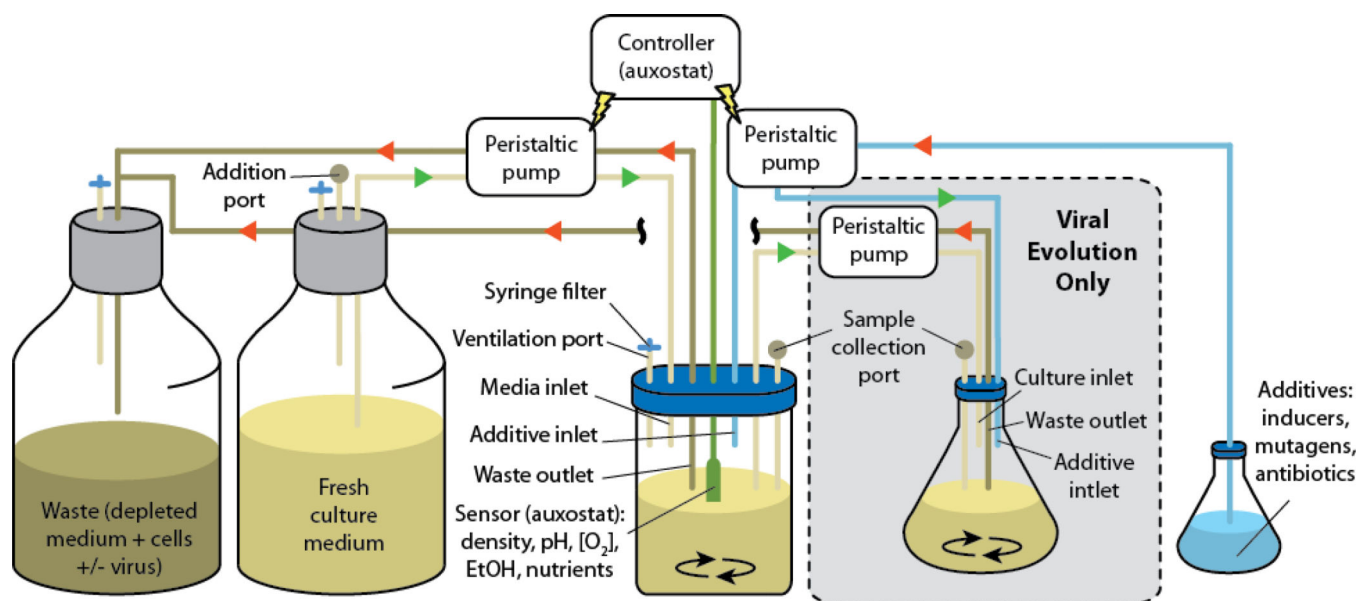 Controller
(auxostat)
Peristaltic
pump
Peristaltic
pump
Addition
port
Peristaltic
pump
Viral
Evolution
Only
Syringe filter
Ventilation port
Media inlet
Additive inlet
Waste outlet
Sensor (auxostat):
density, pH, [O₂],
EtOH, nutrients
Sample
collection
port
Culture inlet
Waste outlet
Additive
intlet
Additives:
inducers,
mutagens,
antibiotics
Waste (depleted
medium + cells
+/- virus)
Fresh
culture
medium